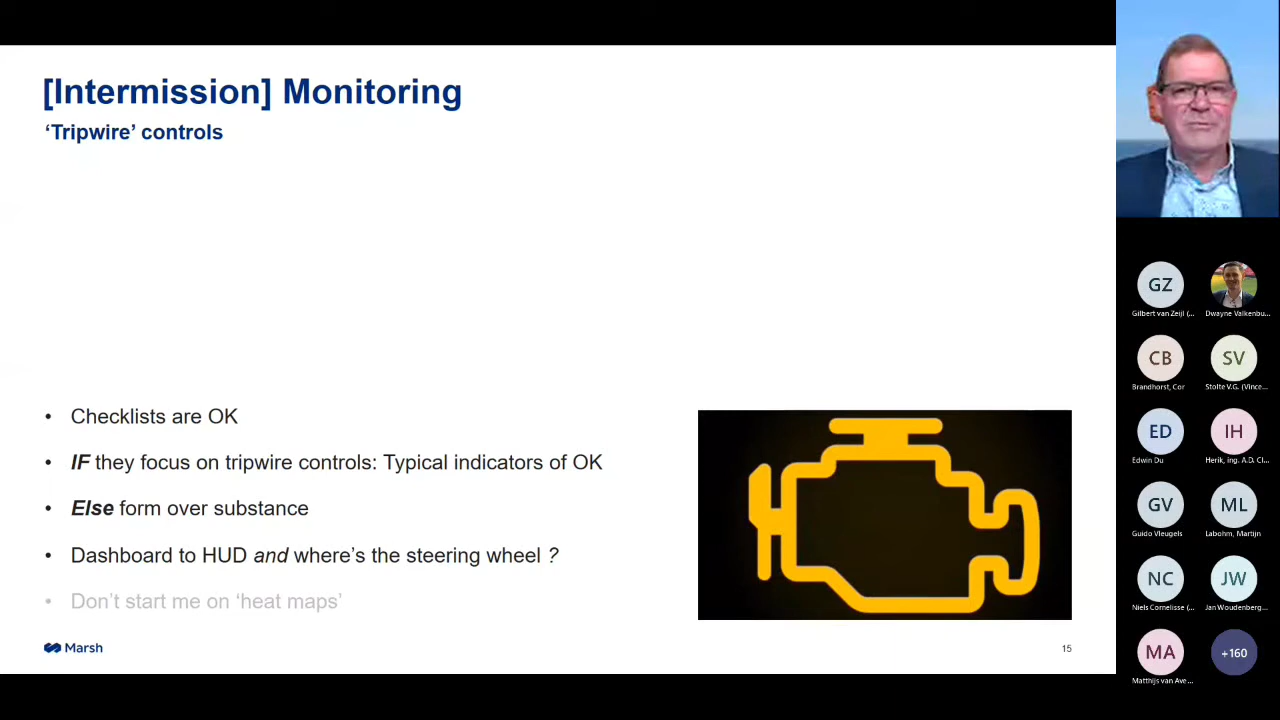 [Intermission] Monitoring
‘Tripwire’ controls
• Checklists are OK
• IF they focus on tripwire controls: Typical indicators of OK
• Else form over substance
• Dashboard to HUD and where’s the steering wheel ?
• Don’t start me on ‘heat maps’
Marsh
15
GZ
Gilbert van Zeijl (...
Dwayne Valkenbu...
CB
Brandhorst, Cor
SV
Stolte V.G. (Vince...
ED
Edwin Du
IH
Herik, ing. A.D. Cl...
GV
Guido Vleugels
ML
Labohm, Martijn
NC
Niels Cornelisse (...
JW
Jan Woudenberg...
MA
Matthijs van Ave...
+160